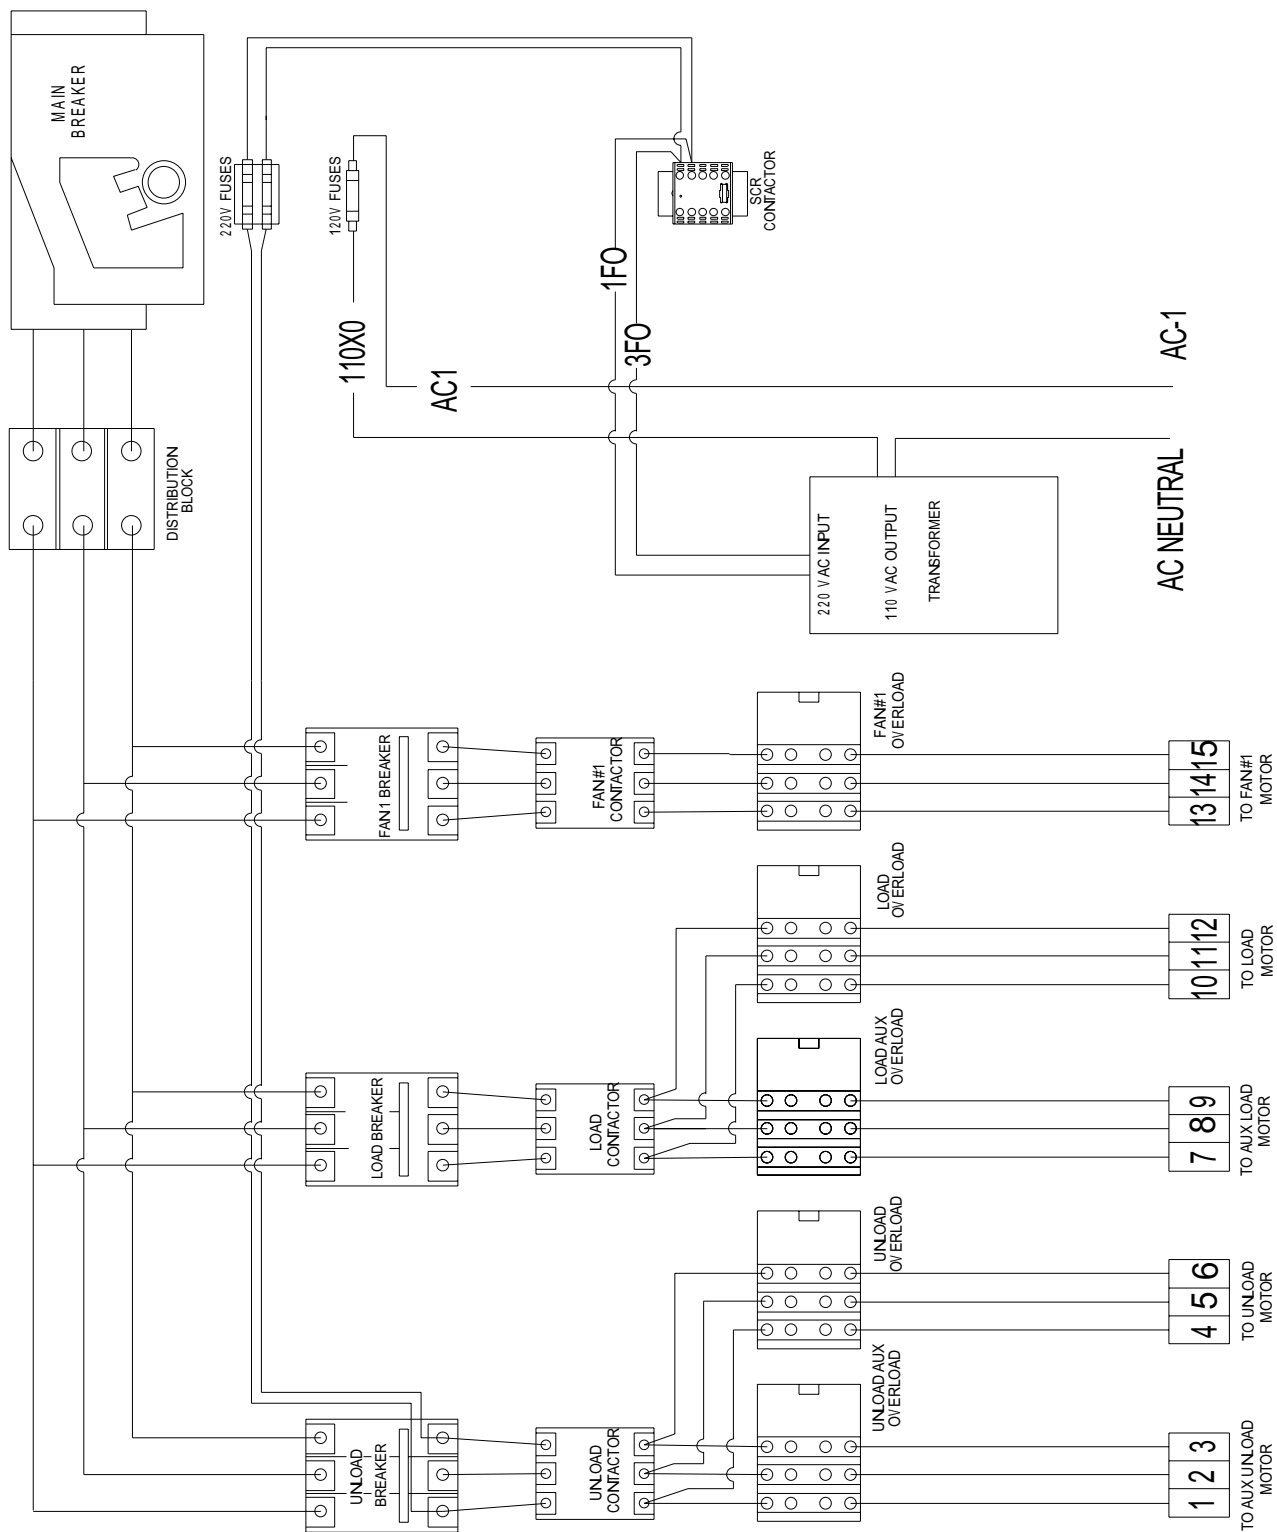 MAIN
BREAKER
220V FUSES
120V FUSES
SCR
CONTACTOR
110X0
1FO
3FO
AC1
AC-1
AC NEUTRAL
DISTRIBUTION
BLOCK
220 VAC INPUT
110 VAC OUTPUT
TRANSFORMER
FAN1 BREAKER
FAN#1
CONTACTOR
FAN#1
OVERLOAD
13 14 15
TO FAN#1
MOTOR
LOAD
OVERLOAD
10 11 12
TO LOAD
MOTOR
LOAD BREAKER
LOAD
CONTACTOR
LOAD AUX
OVERLOAD
7 8 9
TO AUX LOAD
MOTOR
UNLOAD
OVERLOAD
4 5 6
TO UNLOAD
MOTOR
UNLOAD
BREAKER
UNLOAD
CONTACTOR
UNLOAD AUX
OVERLOAD
1 2 3
TO AUX UNLOAD
MOTOR